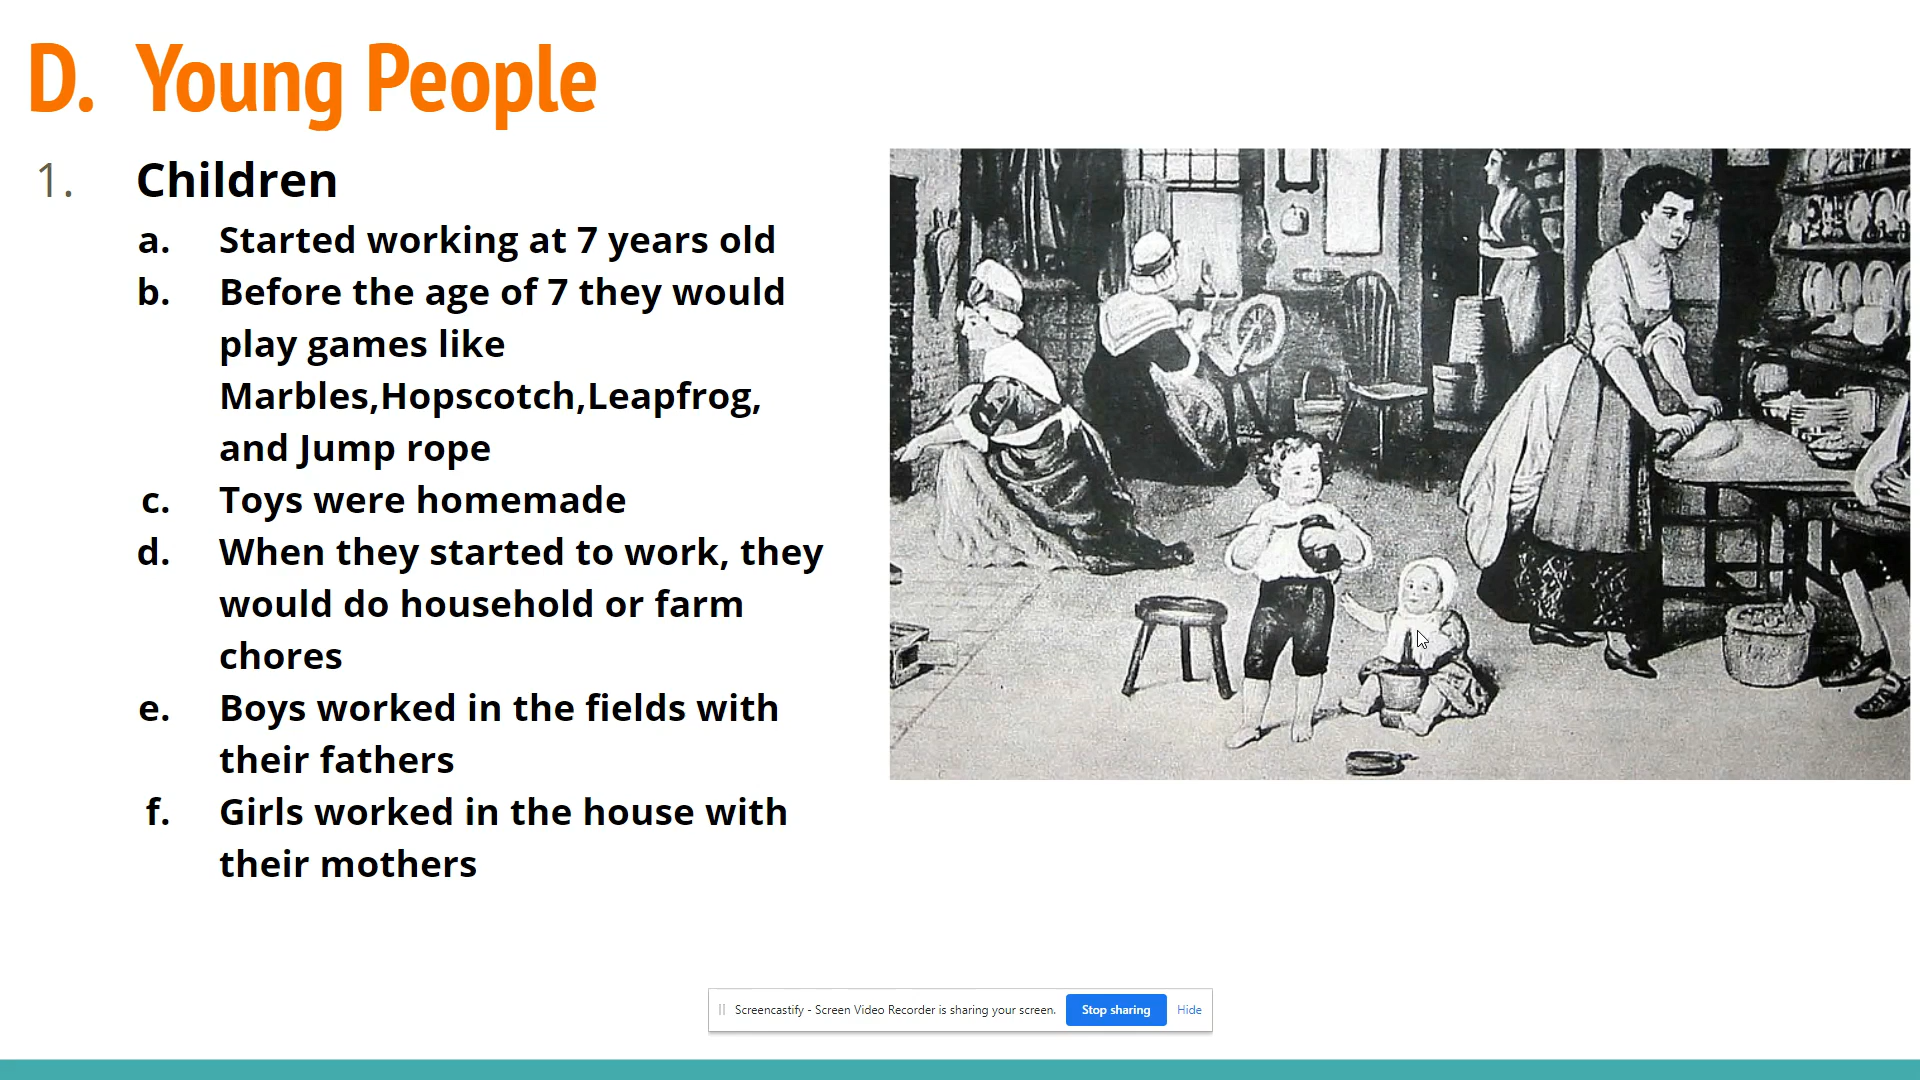 D. Young People
1. Children
a. Started working at 7 years old
b. Before the age of 7 they would
play games like
Marbles,Hopscotch,Leapfrog,
and Jump rope
c. Toys were homemade
d. When they started to work, they
would do household or farm
chores
e. Boys worked in the fields with
their fathers
f. Girls worked in the house with
their mothers
Screencastify - Screen Video Recorder is sharing your screen. Stop sharing Hide